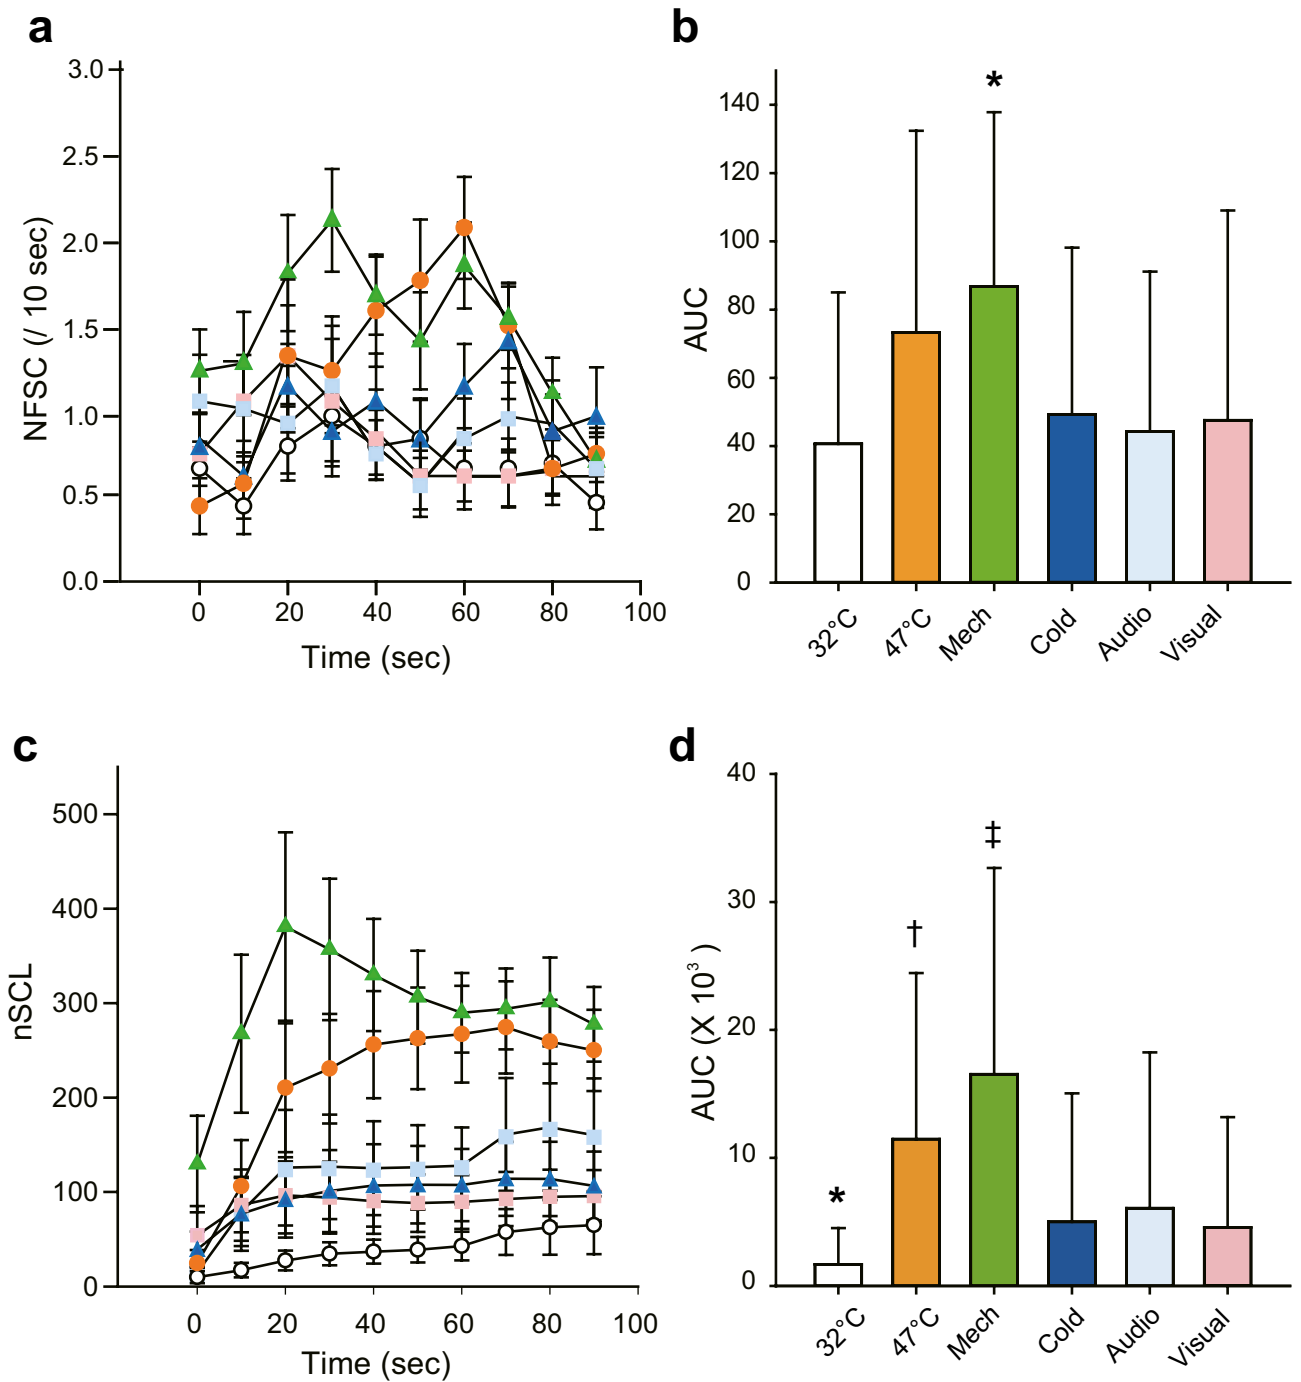 a
NFSC (/ 10 sec)
3.0
2.5
2.0
1.5
1.0
0.5
0.0
0 20 40 60 80 100
Time (sec)
b
AUC
140
120
100
80
60
40
20
0
*
32°C 47°C Mech Cold Audio Visual
c
nSCL
500
400
300
200
100
0
0 20 40 60 80 100
Time (sec)
d
AUC (X 10³ )
40
30
20
10
0
* † ‡
32°C 47°C Mech Cold Audio Visual